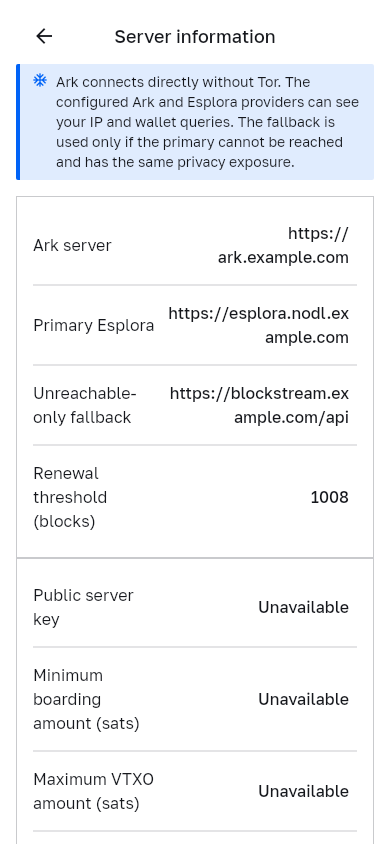 Server information
Ark connects directly without Tor. The
configured Ark and Esplora providers can see
your IP and wallet queries. The fallback is
used only if the primary cannot be reached
and has the same privacy exposure.
Ark server
https://
ark.example.com
Primary Esplora
https://esplora.nodl.ex
ample.com
Unreachable-
only fallback
https://blockstream.ex
ample.com/api
Renewal
threshold
(blocks)
1008
Public server
key
Unavailable
Minimum
boarding
amount (sats)
Unavailable
Maximum VTXO
amount (sats)
Unavailable